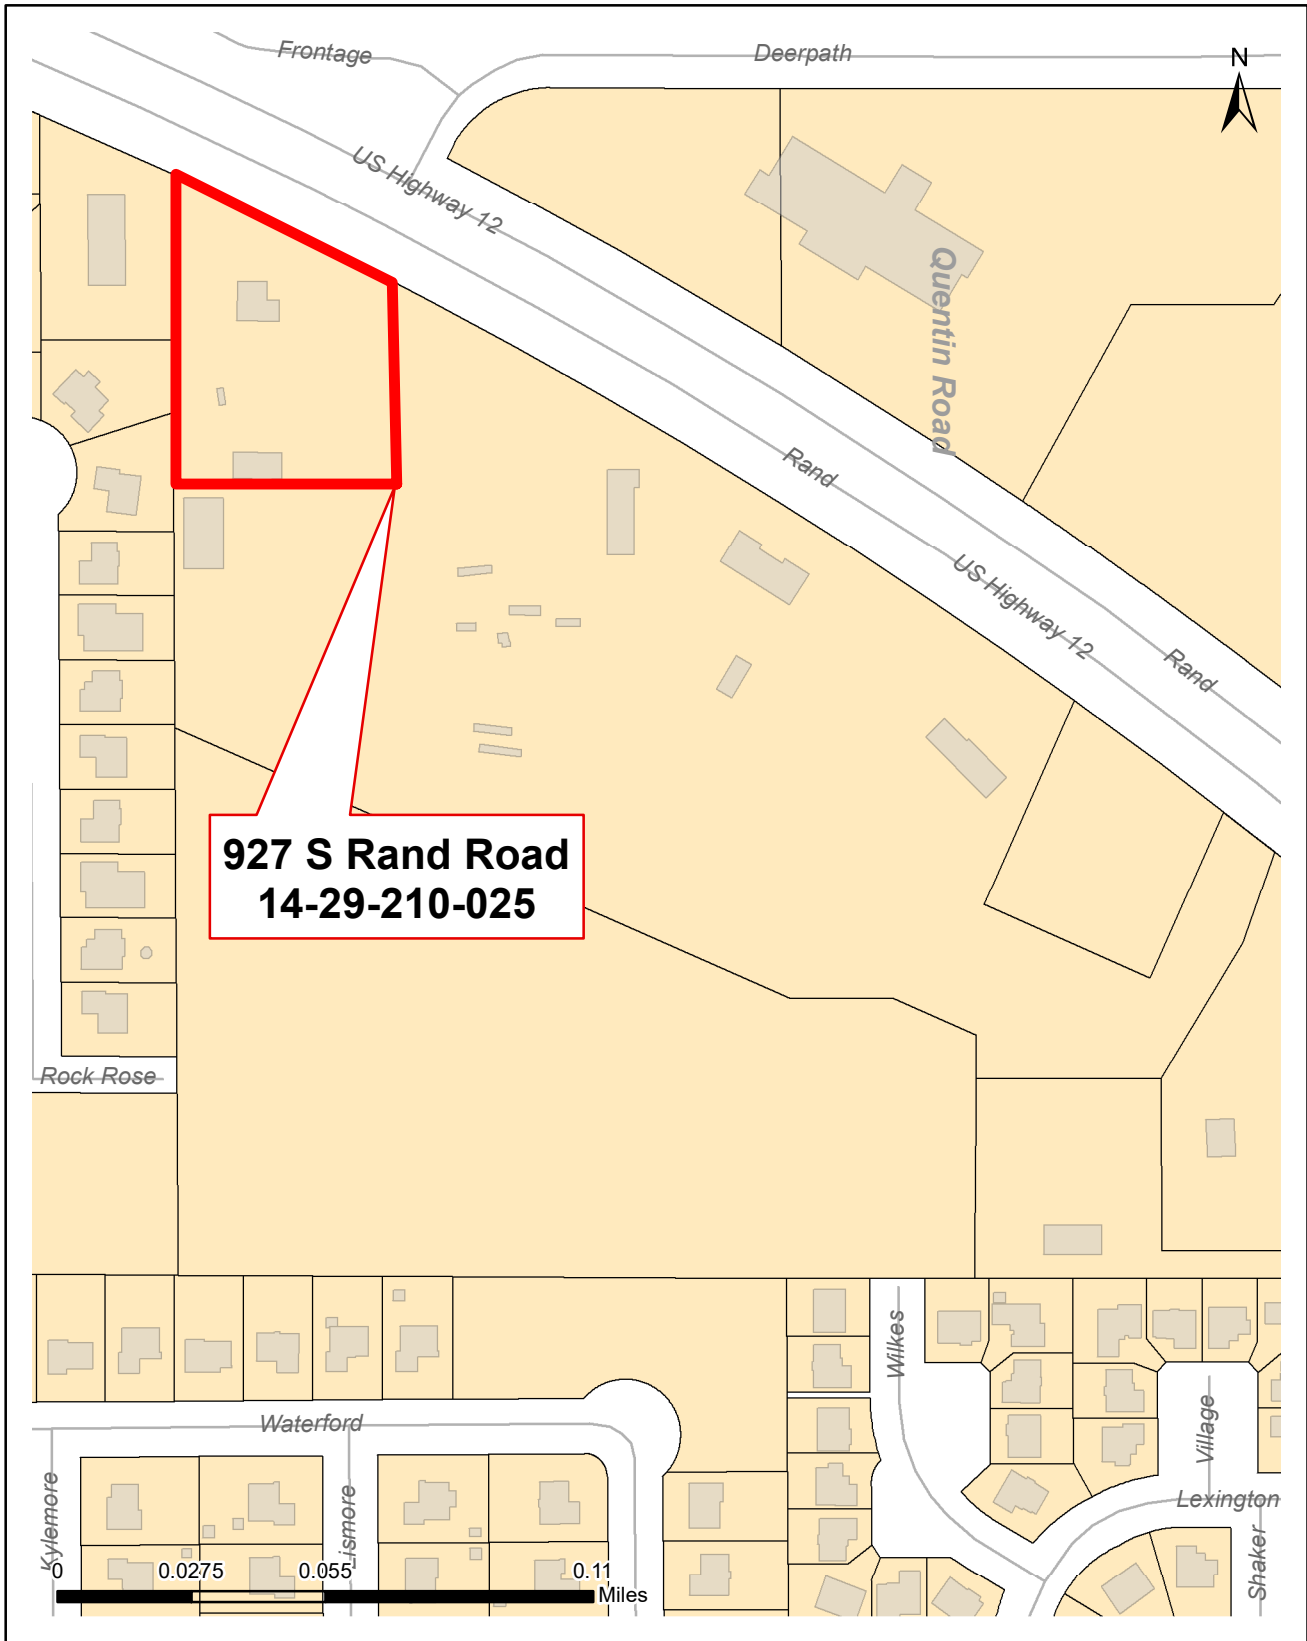 Frontage
Deerpath
N
US Highway 12
Quentin Road
Rand
US Highway 12
Rand
927 S Rand Road
14-29-210-025
Rock Rose
Wilkes
Waterford
Village
Kylemore
Lismore
Lexington
Shaker
0 0.0275 0.055 0.11
Miles